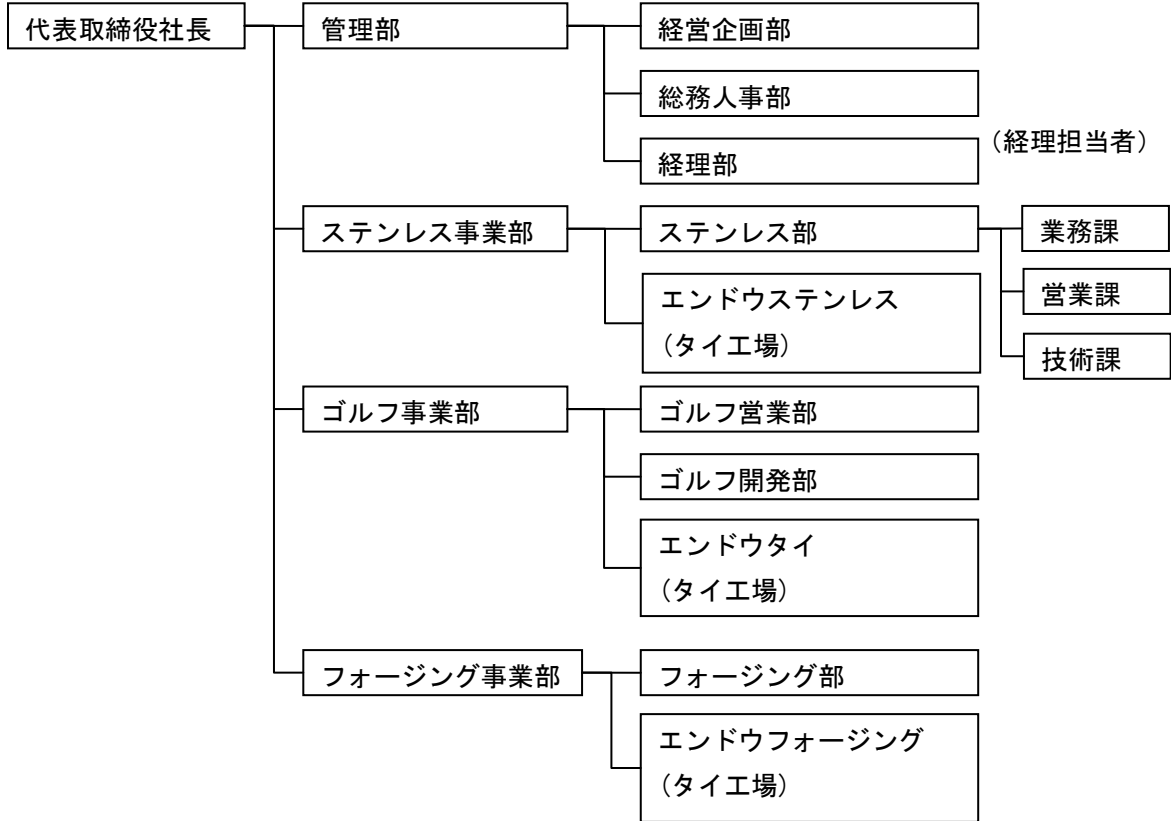 代表取締役社長
管理部
経営企画部
総務人事部
経理部
（経理担当者）
ステンレス事業部
ステンレス部
業務課
営業課
技術課
エンドウステンレス
（タイ工場）
ゴルフ事業部
ゴルフ営業部
ゴルフ開発部
エンドウタイ
（タイ工場）
フォージング事業部
フォージング部
エンドウフォージング
（タイ工場）